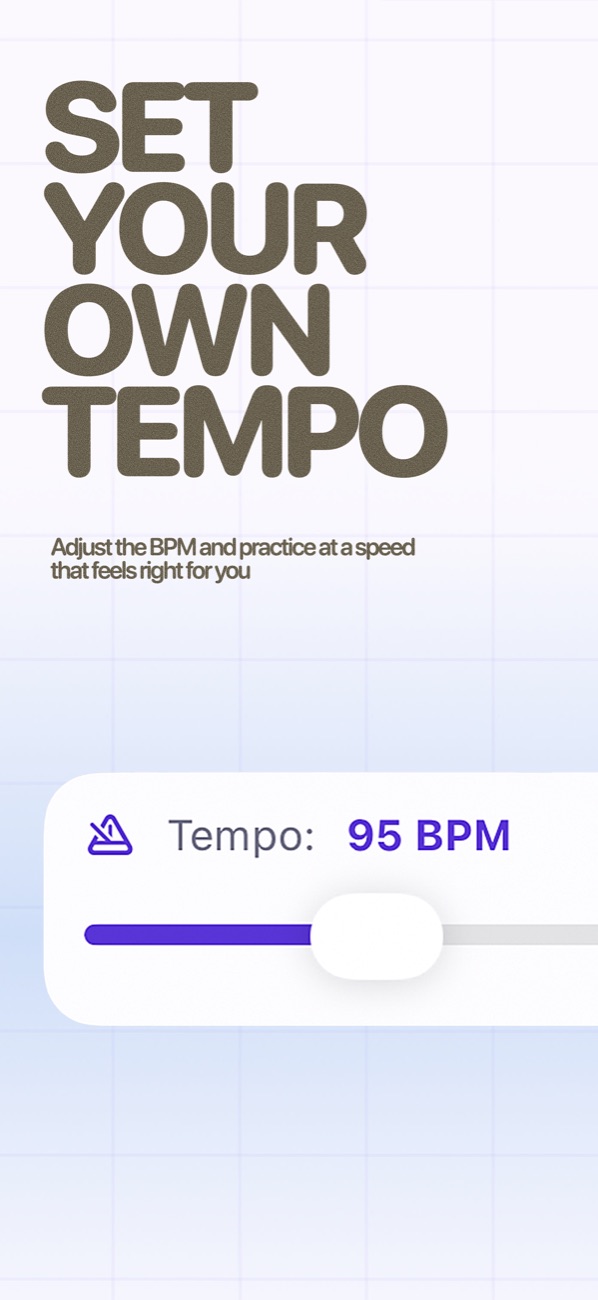 SET
YOUR
OWN
TEMPO
Adjust the BPM and practice at a speed
that feels right for you
Tempo: 95 BPM